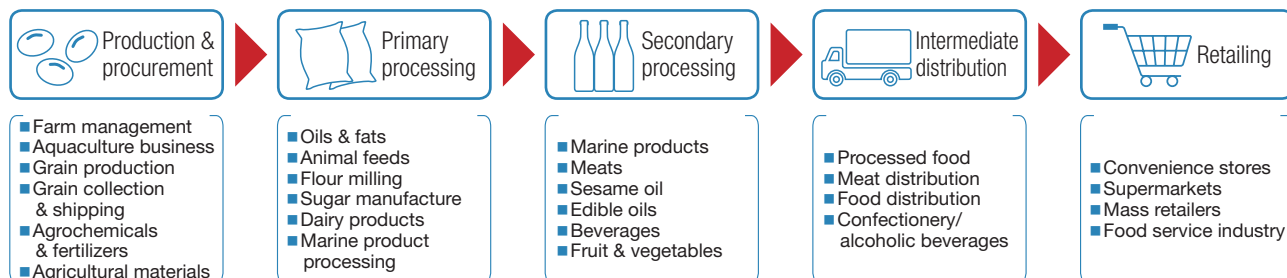 Production &
procurement
Primary
processing
Secondary
processing
Intermediate
distribution
Retailing
■ Farm management
■ Aquaculture business
■ Grain production
■ Grain collection
& shipping
■ Agrochemicals
& fertilizers
■ Agricultural materials
■ Oils & fats
■ Animal feeds
■ Flour milling
■ Sugar manufacture
■ Dairy products
■ Marine product
processing
■ Marine products
■ Meats
■ Sesame oil
■ Edible oils
■ Beverages
■ Fruit & vegetables
■ Processed food
■ Meat distribution
■ Food distribution
■ Confectionery/
alcoholic beverages
■ Convenience stores
■ Supermarkets
■ Mass retailers
■ Food service industry